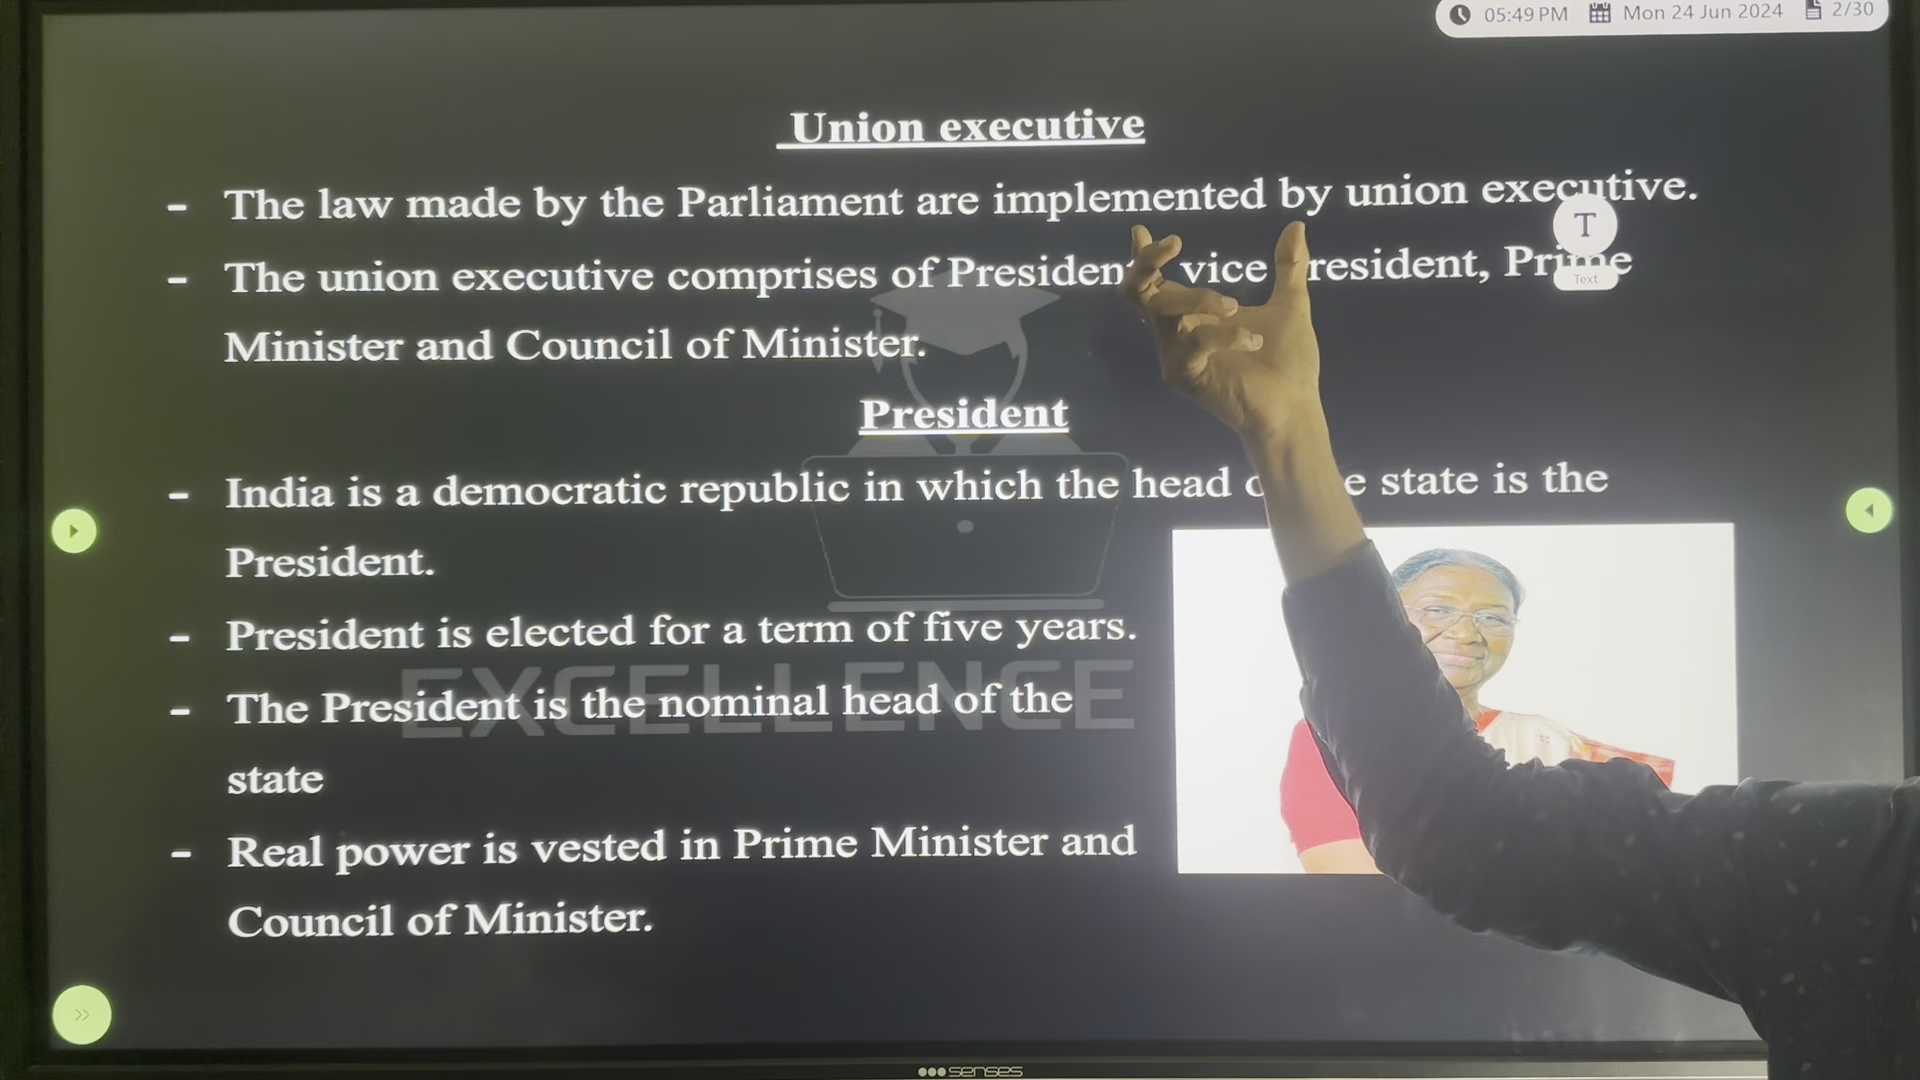 05:49 PM Mon 24 Jun 2024 2/30
Union executive
- The law made by the Parliament are implemented by union executive.
T
Text
- The union executive comprises of President, vice President, Prime
Minister and Council of Minister.
President
- India is a democratic republic in which the head state is the
President.
- President is elected for a term of five years.
- The President is the nominal head of the
EXCELLENCE
state
- Real power is vested in Prime Minister and
Council of Minister.
senses